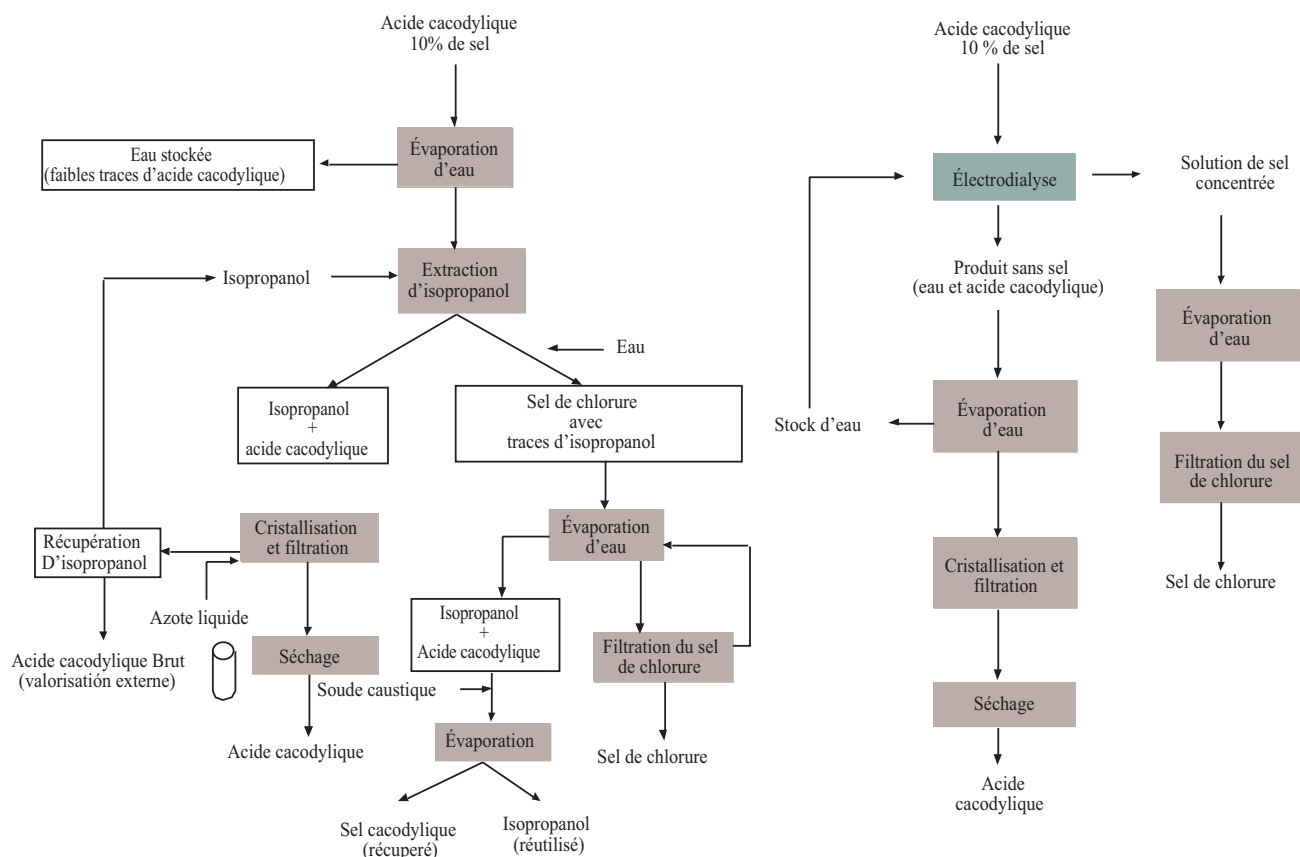 Acide cacodylique
10% de sel
Évaporation
d'eau
Eau stockée
(faibles traces d'acide cacodylique)
Isopropanol
Extraction
d'isopropanol
Eau
Isopropanol
+
acide cacodylique
Sel de chlorure
avec
traces d'isopropanol
Cristallisation
et filtration
Récupération
D'isopropanol
Évaporation
d'eau
Azote liquide
Isopropanol
+
Acide cacodylique
Filtration du sel
de chlorure
Acide cacodylique Brut
(valorisatión externe)
Séchage
Soude caustique
Acide cacodylique
Évaporation
Sel de chlorure
Sel cacodylique
(récuperé)
Isopropanol
(réutilisé)
Acide cacodylique
10 % de sel
Électrodialyse
Solution de sel
concentrée
Produit sans sel
(eau et acide cacodylique)
Évaporation
d'eau
Stock d'eau
Évaporation
d'eau
Filtration du sel
de chlorure
Cristallisation et
filtration
Sel de chlorure
Séchage
Acide
cacodylique